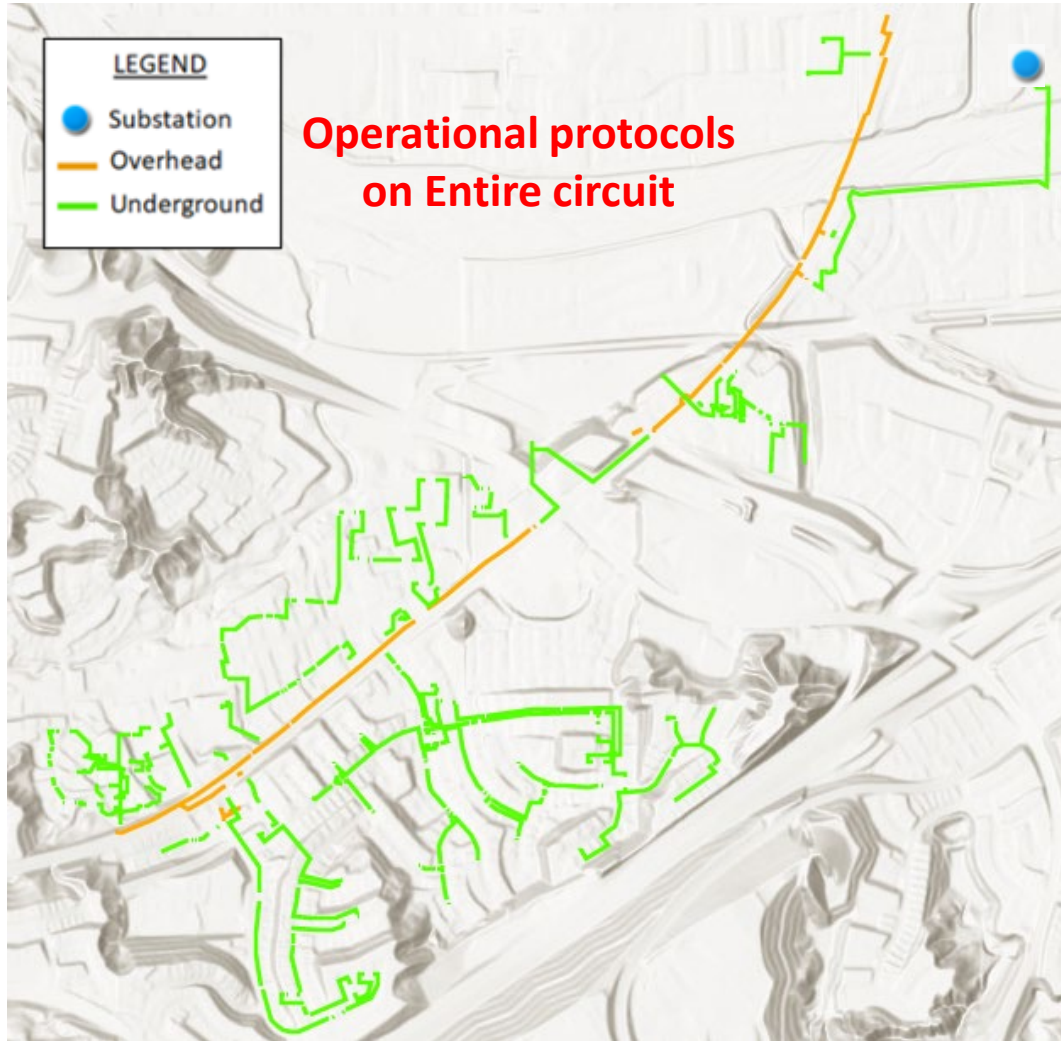 LEGEND
Substation
Overhead
Underground
Operational protocols
on Entire circuit